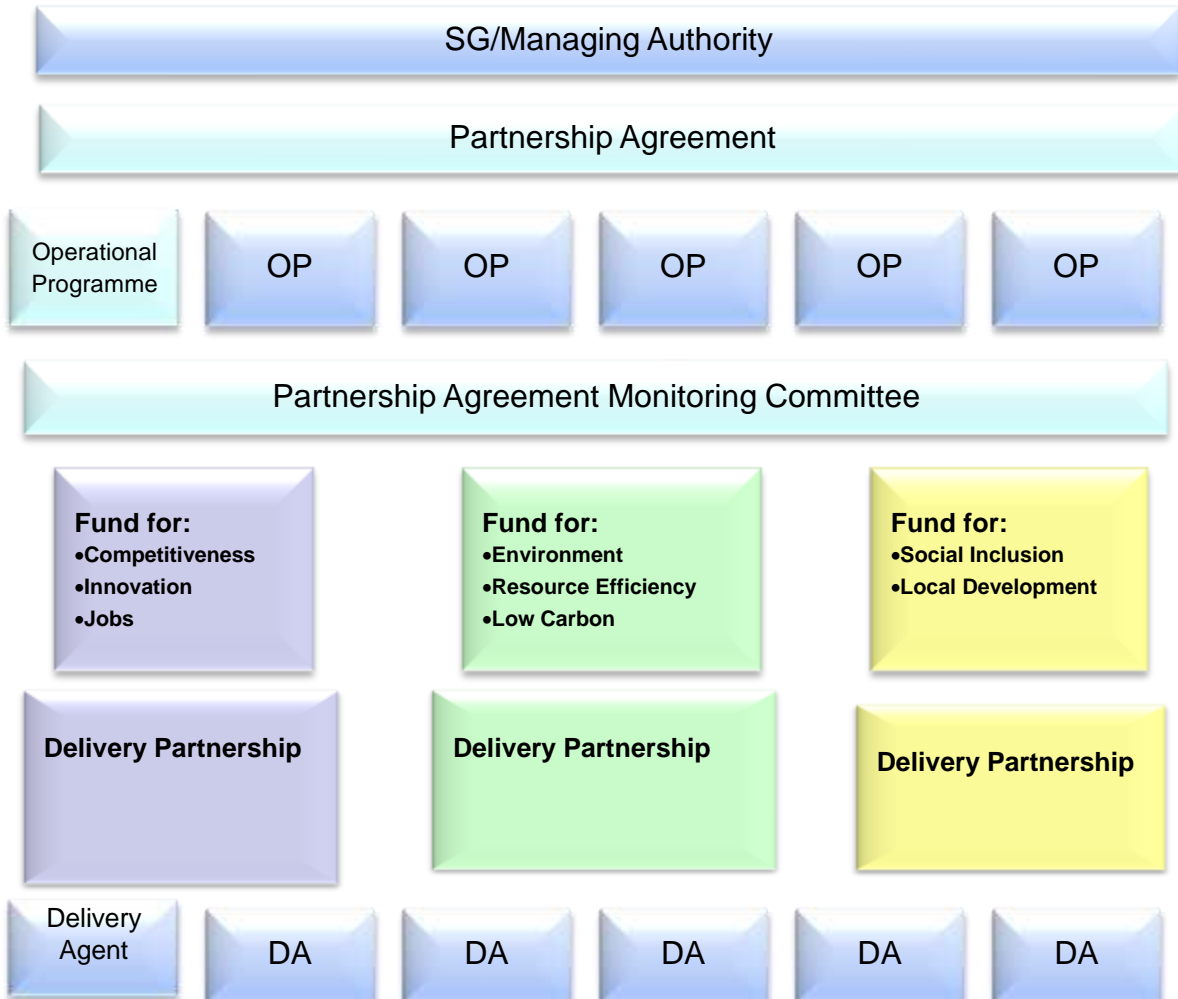 SG/Managing Authority
Partnership Agreement
Operational
Programme
OP
OP
OP
OP
OP
Partnership Agreement Monitoring Committee
Fund for:
•Competitiveness
•Innovation
•Jobs
Fund for:
•Environment
•Resource Efficiency
•Low Carbon
Fund for:
•Social Inclusion
•Local Development
Delivery Partnership
Delivery Partnership
Delivery Partnership
Delivery
Agent
DA
DA
DA
DA
DA